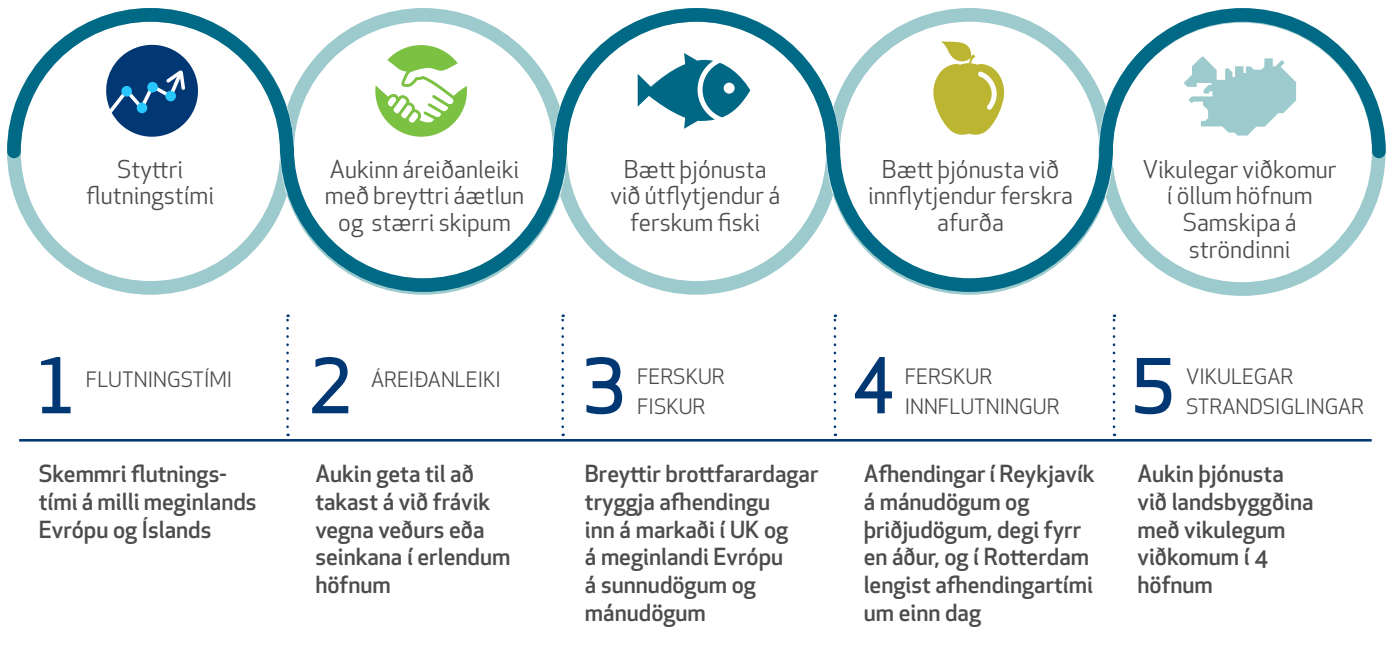 Styttri
flutningstími
Aukinn áreiðanleiki
með breyttri áætlun
og stærri skipum
Bætt þjónusta
við útflytjendur á
ferskum fiski
Bætt þjónusta við
innflytjendur ferskra
afurða
Vikulegar viðkomur
í öllum höfnum
Samskipa á
ströndinni
1 FLUTNINGSTÍMI
2 ÁREIÐANLEIKI
3 FERSKUR
FISKUR
4 FERSKUR
INNFLUTNINGUR
5 VIKULEGAR
STRANDSIGLINGAR
Skemmri flutnings-
tími á milli meginlands
Evrópu og Íslands
Aukin geta til að
takast á við frávik
vegna veðurs eða
seinkana í erlendum
höfnum
Breyttir brottfarardagar
tryggja afhendingu
inn á markaði í UK og
á meginlandi Evrópu
á sunnudögum og
mánudögum
Afhendingar í Reykjavík
á mánudögum og
þriðjudögum, degi fyrr
en áður, og í Rotterdam
lengist afhendingartími
um einn dag
Aukin þjónusta
við landsbyggðina
með vikulegum
viðkomum í 4
höfnum